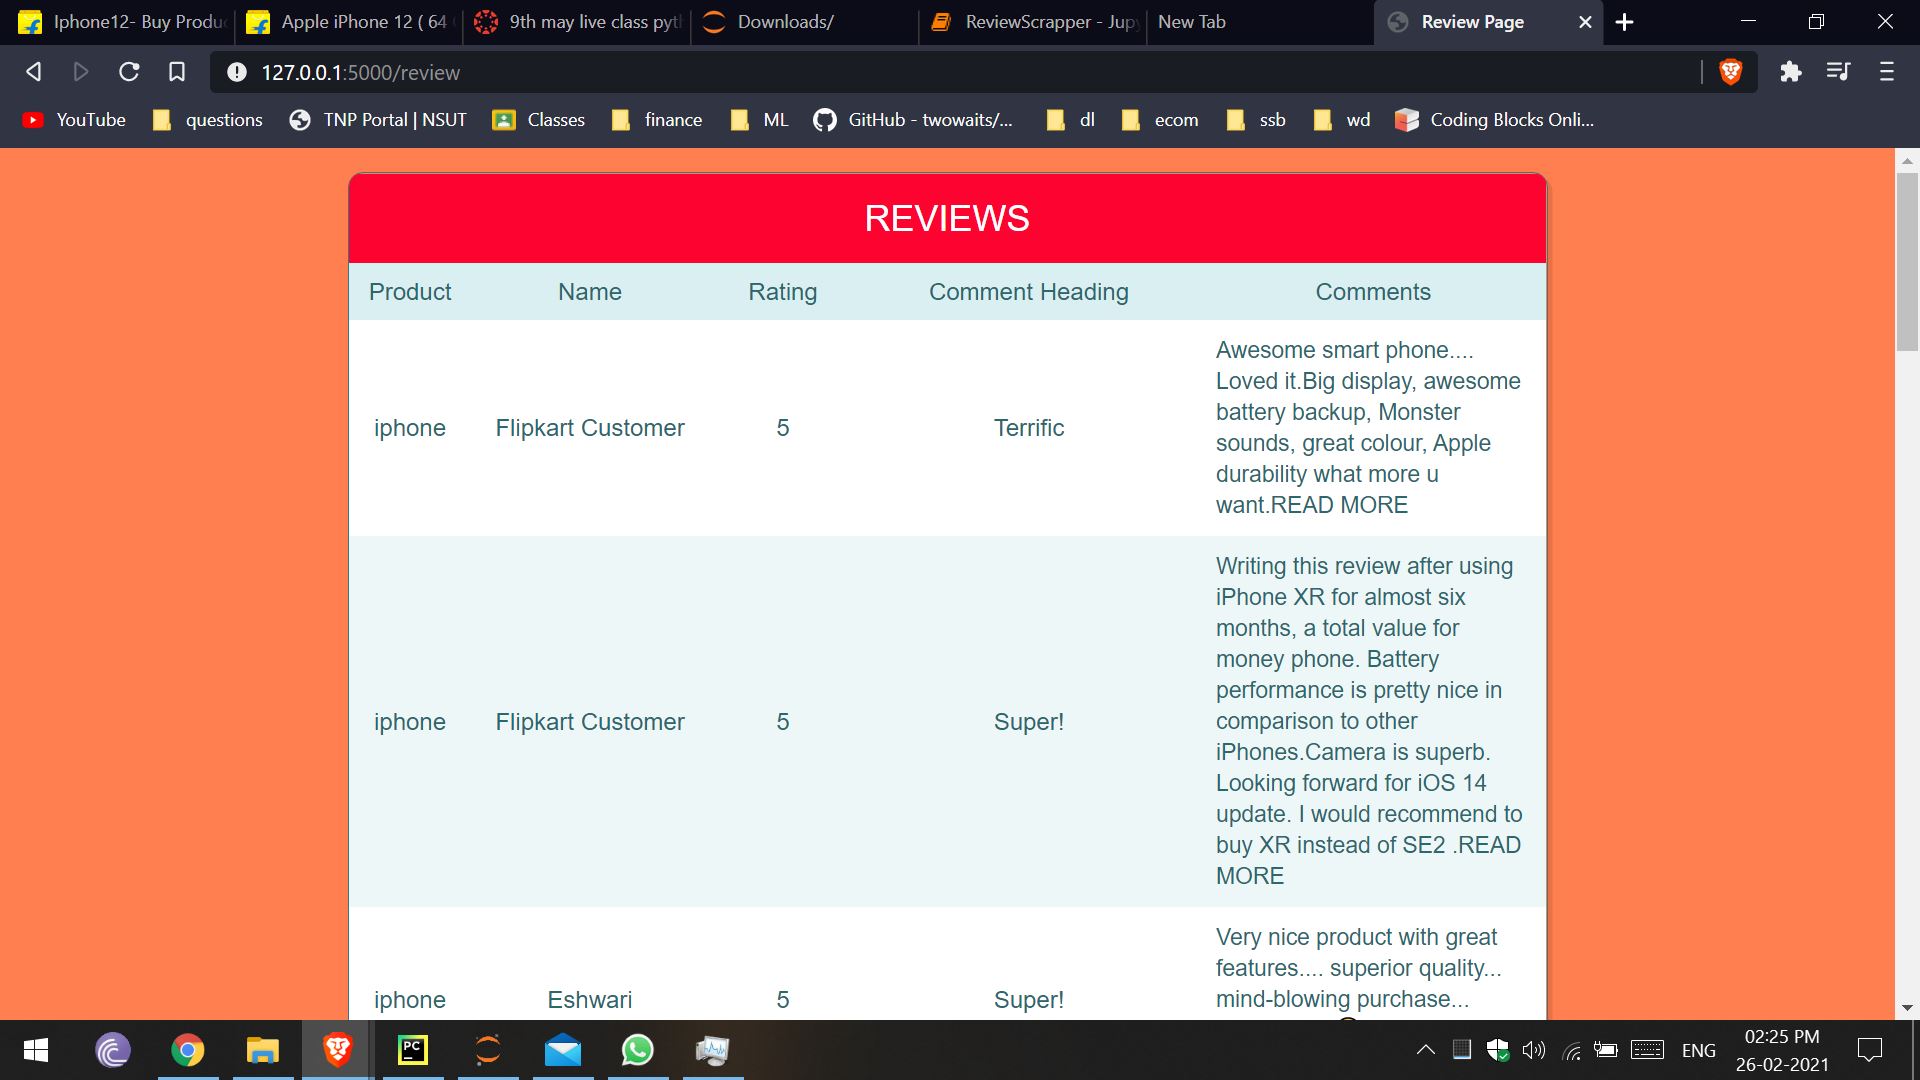 Iphone12- Buy Produ
Apple iPhone 12 ( 64
9th may live class pyt
Downloads/
ReviewScrapper - Jup
New Tab
Review Page
127.0.0.1:5000/review
YouTube
questions
TNP Portal | NSUT
Classes
finance
ML
GitHub - twowaits/...
dl
ecom
ssb
wd
Coding Blocks Onli...
REVIEWS
Product Name Rating Comment Heading Comments
iphone Flipkart Customer 5 Terrific
Awesome smart phone....
Loved it.Big display, awesome
battery backup, Monster
sounds, great colour, Apple
durability what more u
want.READ MORE
iphone Flipkart Customer 5 Super!
Writing this review after using
iPhone XR for almost six
months, a total value for
money phone. Battery
performance is pretty nice in
comparison to other
iPhones.Camera is superb.
Looking forward for iOS 14
update. I would recommend to
buy XR instead of SE2 .READ
MORE
iphone Eshwari 5 Super!
Very nice product with great
features.... superior quality...
mind-blowing purchase...
PC
ENG
02:25 PM
26-02-2021